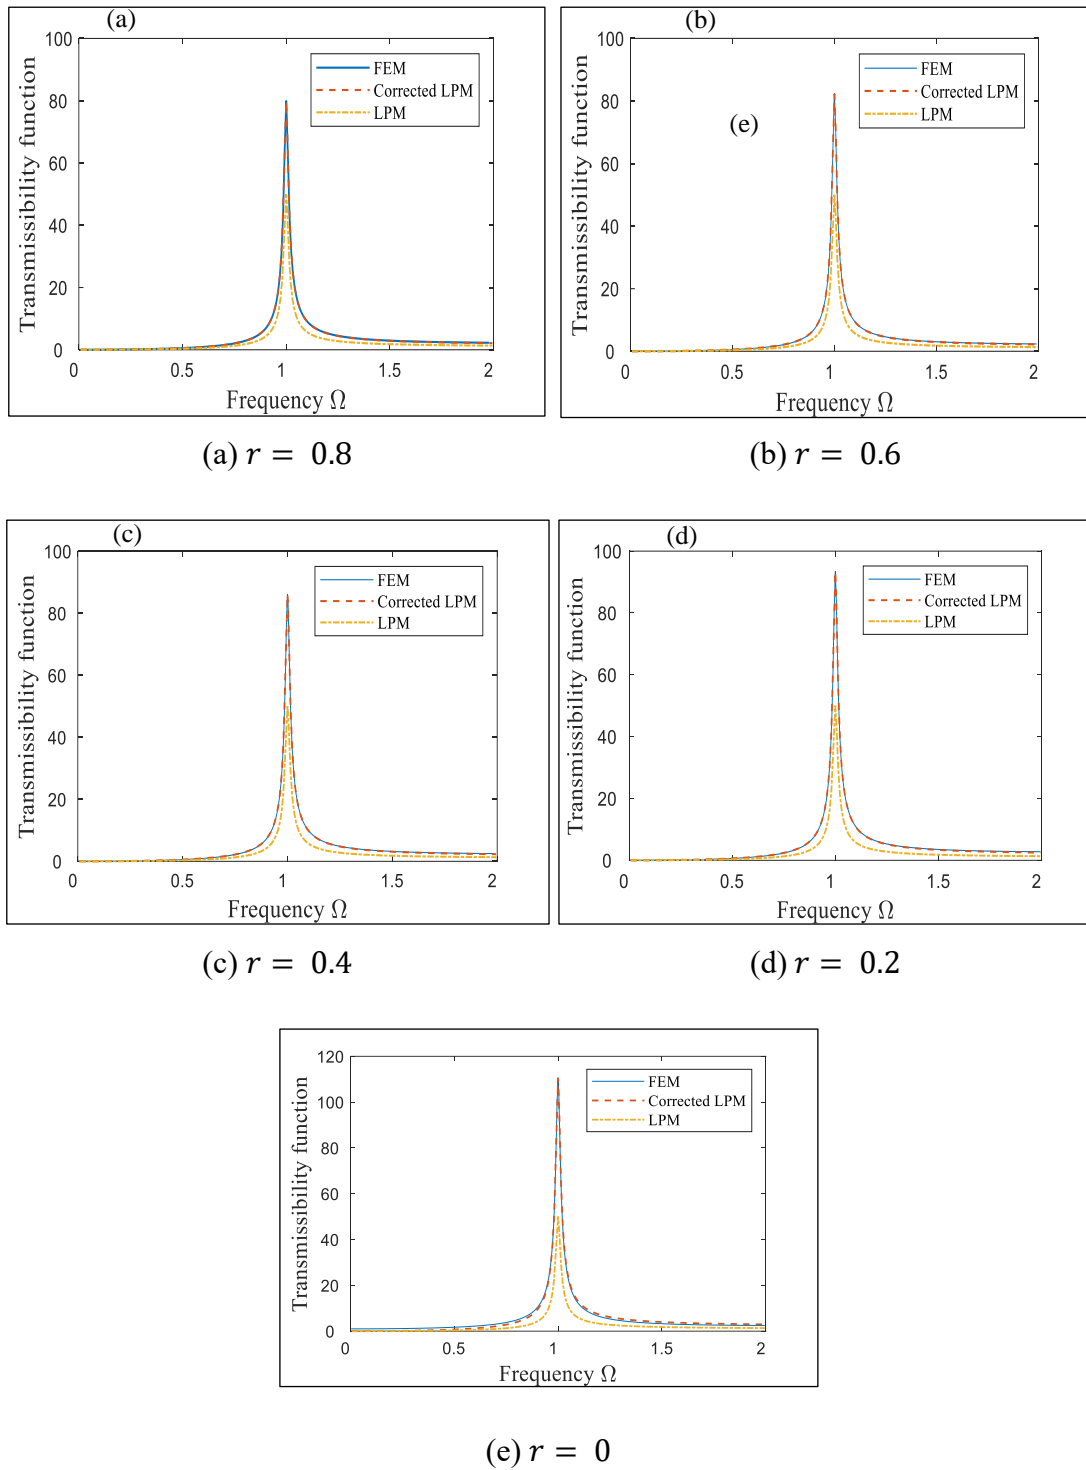 (a)
100
80
60
40
20
0
Transmissibility function
FEM
Corrected LPM
LPM
0 0.5 1 1.5 2
Frequency Ω
(a) r = 0.8
(b)
100
80
60
40
20
0
Transmissibility function
FEM
Corrected LPM
LPM
(e)
0 0.5 1 1.5 2
Frequency Ω
(b) r = 0.6
(c)
100
80
60
40
20
0
Transmissibility function
FEM
Corrected LPM
LPM
0 0.5 1 1.5 2
Frequency Ω
(c) r = 0.4
(d)
100
80
60
40
20
0
Transmissibility function
FEM
Corrected LPM
LPM
0 0.5 1 1.5 2
Frequency Ω
(d) r = 0.2
120
100
80
60
40
20
0
Transmissibility function
FEM
Corrected LPM
LPM
0 0.5 1 1.5 2
Frequency Ω
(e) r = 0